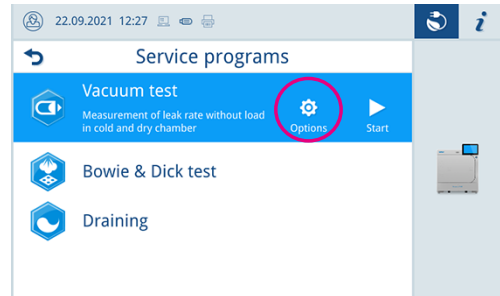 22.09.2021 12:27
i
Service programs
Vacuum test
Measurement of leak rate without load
in cold and dry chamber
Options
Start
Bowie & Dick test
Draining